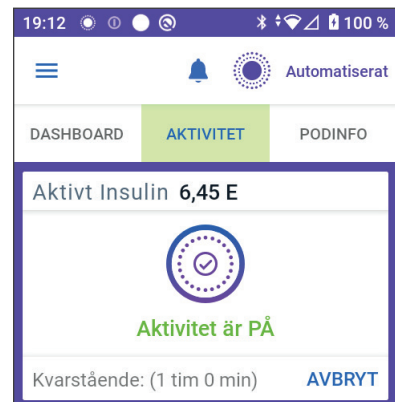 19:12 100 %
Automatiserat
DASHBOARD AKTIVITET PODINFO
Aktivt Insulin 6,45 E
Aktivitet är PÅ
Kvarstående: (1 tim 0 min) AVBRYT